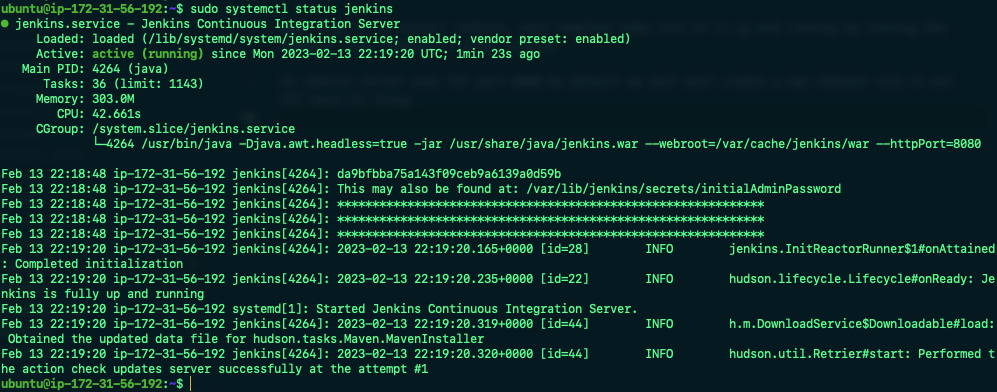 ubuntu@ip-172-31-56-192:~$ sudo systemctl status jenkins
● jenkins.service – Jenkins Continuous Integration Server
Loaded: loaded (/lib/systemd/system/jenkins.service; enabled; vendor preset: enabled)
Active: active (running) since Mon 2023-02-13 22:19:20 UTC; 1min 23s ago
Main PID: 4264 (java)
Tasks: 36 (limit: 1143)
Memory: 303.0M
CPU: 42.661s
CGroup: /system.slice/jenkins.service
└─4264 /usr/bin/java -Djava.awt.headless=true -jar /usr/share/java/jenkins.war --webroot=/var/cache/jenkins/war --httpPort=8080
Feb 13 22:18:48 ip-172-31-56-192 jenkins[4264]: da9bfbba75a143f09ceb9a6139a0d59b
Feb 13 22:18:48 ip-172-31-56-192 jenkins[4264]: This may also be found at: /var/lib/jenkins/secrets/initialAdminPassword
Feb 13 22:18:48 ip-172-31-56-192 jenkins[4264]: *************************************************************
Feb 13 22:18:48 ip-172-31-56-192 jenkins[4264]: *************************************************************
Feb 13 22:18:48 ip-172-31-56-192 jenkins[4264]: *************************************************************
Feb 13 22:19:20 ip-172-31-56-192 jenkins[4264]: 2023-02-13 22:19:20.165+0000 [id=28] INFO jenkins.InitReactorRunner$1#onAttained
: Completed initialization
Feb 13 22:19:20 ip-172-31-56-192 jenkins[4264]: 2023-02-13 22:19:20.235+0000 [id=22] INFO hudson.lifecycle.Lifecycle#onReady: Je
nkins is fully up and running
Feb 13 22:19:20 ip-172-31-56-192 systemd[1]: Started Jenkins Continuous Integration Server.
Feb 13 22:19:20 ip-172-31-56-192 jenkins[4264]: 2023-02-13 22:19:20.319+0000 [id=44] INFO h.m.DownloadService$Downloadable#load:
Obtained the updated data file for hudson.tasks.Maven.MavenInstaller
Feb 13 22:19:20 ip-172-31-56-192 jenkins[4264]: 2023-02-13 22:19:20.320+0000 [id=44] INFO hudson.util.Retrier#start: Performed t
he action check updates server successfully at the attempt #1
ubuntu@ip-172-31-56-192:~$